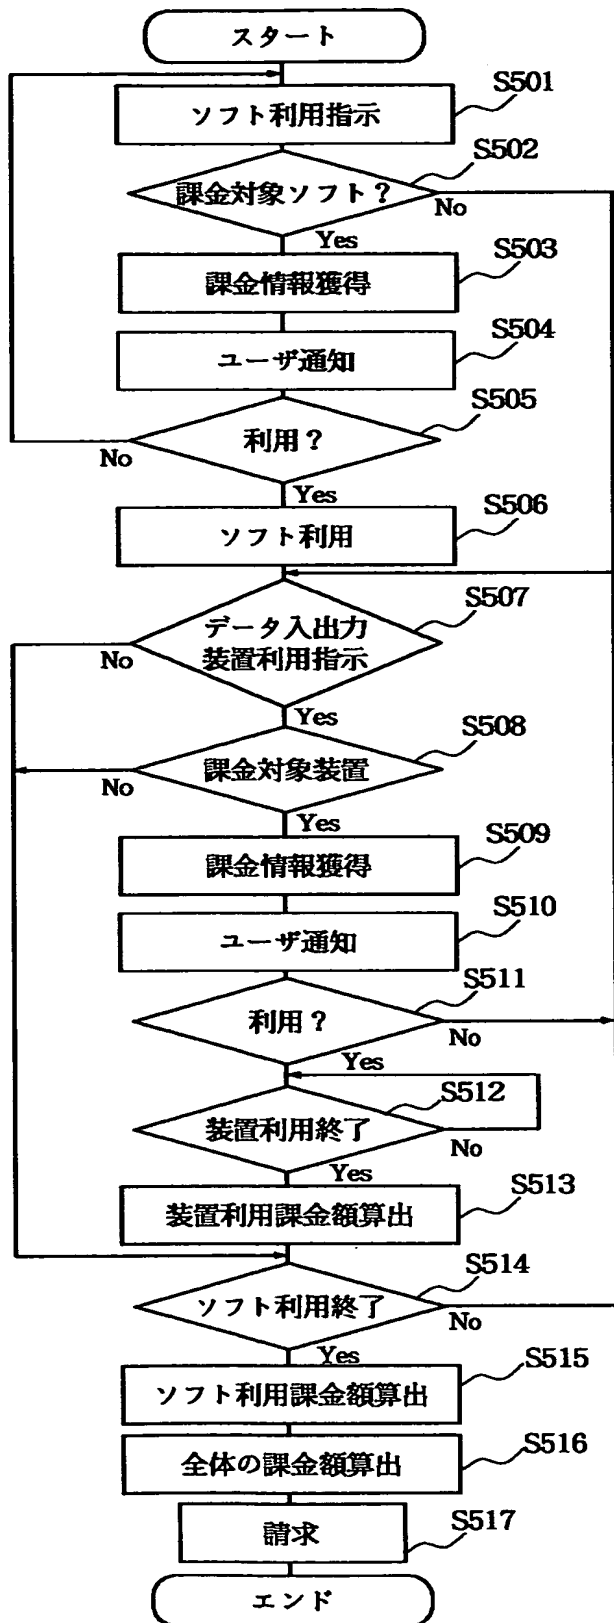 スタート
S501
ソフト利用指示
S502
課金対象ソフト？
No
Yes
S503
課金情報獲得
S504
ユーザ通知
S505
利用？
No
Yes
S506
ソフト利用
S507
データ入出力
装置利用指示
No
Yes
S508
課金対象装置
No
Yes
S509
課金情報獲得
S510
ユーザ通知
S511
利用？
No
Yes
S512
装置利用終了
No
Yes
S513
装置利用課金額算出
S514
ソフト利用終了
No
Yes
S515
ソフト利用課金額算出
S516
全体の課金額算出
S517
請求
エンド